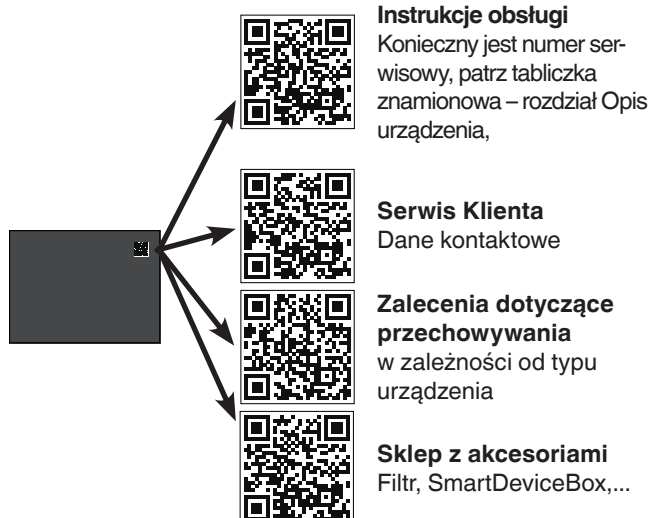 Instrukcje obsługi
Konieczny jest numer ser-
wisowy, patrz tabliczka
znamionowa – rozdział Opis
urządzenia,
Serwis Klienta
Dane kontaktowe
Zalecenia dotyczące
przechowywania
w zależności od typu
urządzenia
Sklep z akcesoriami
Filtr, SmartDeviceBox,...